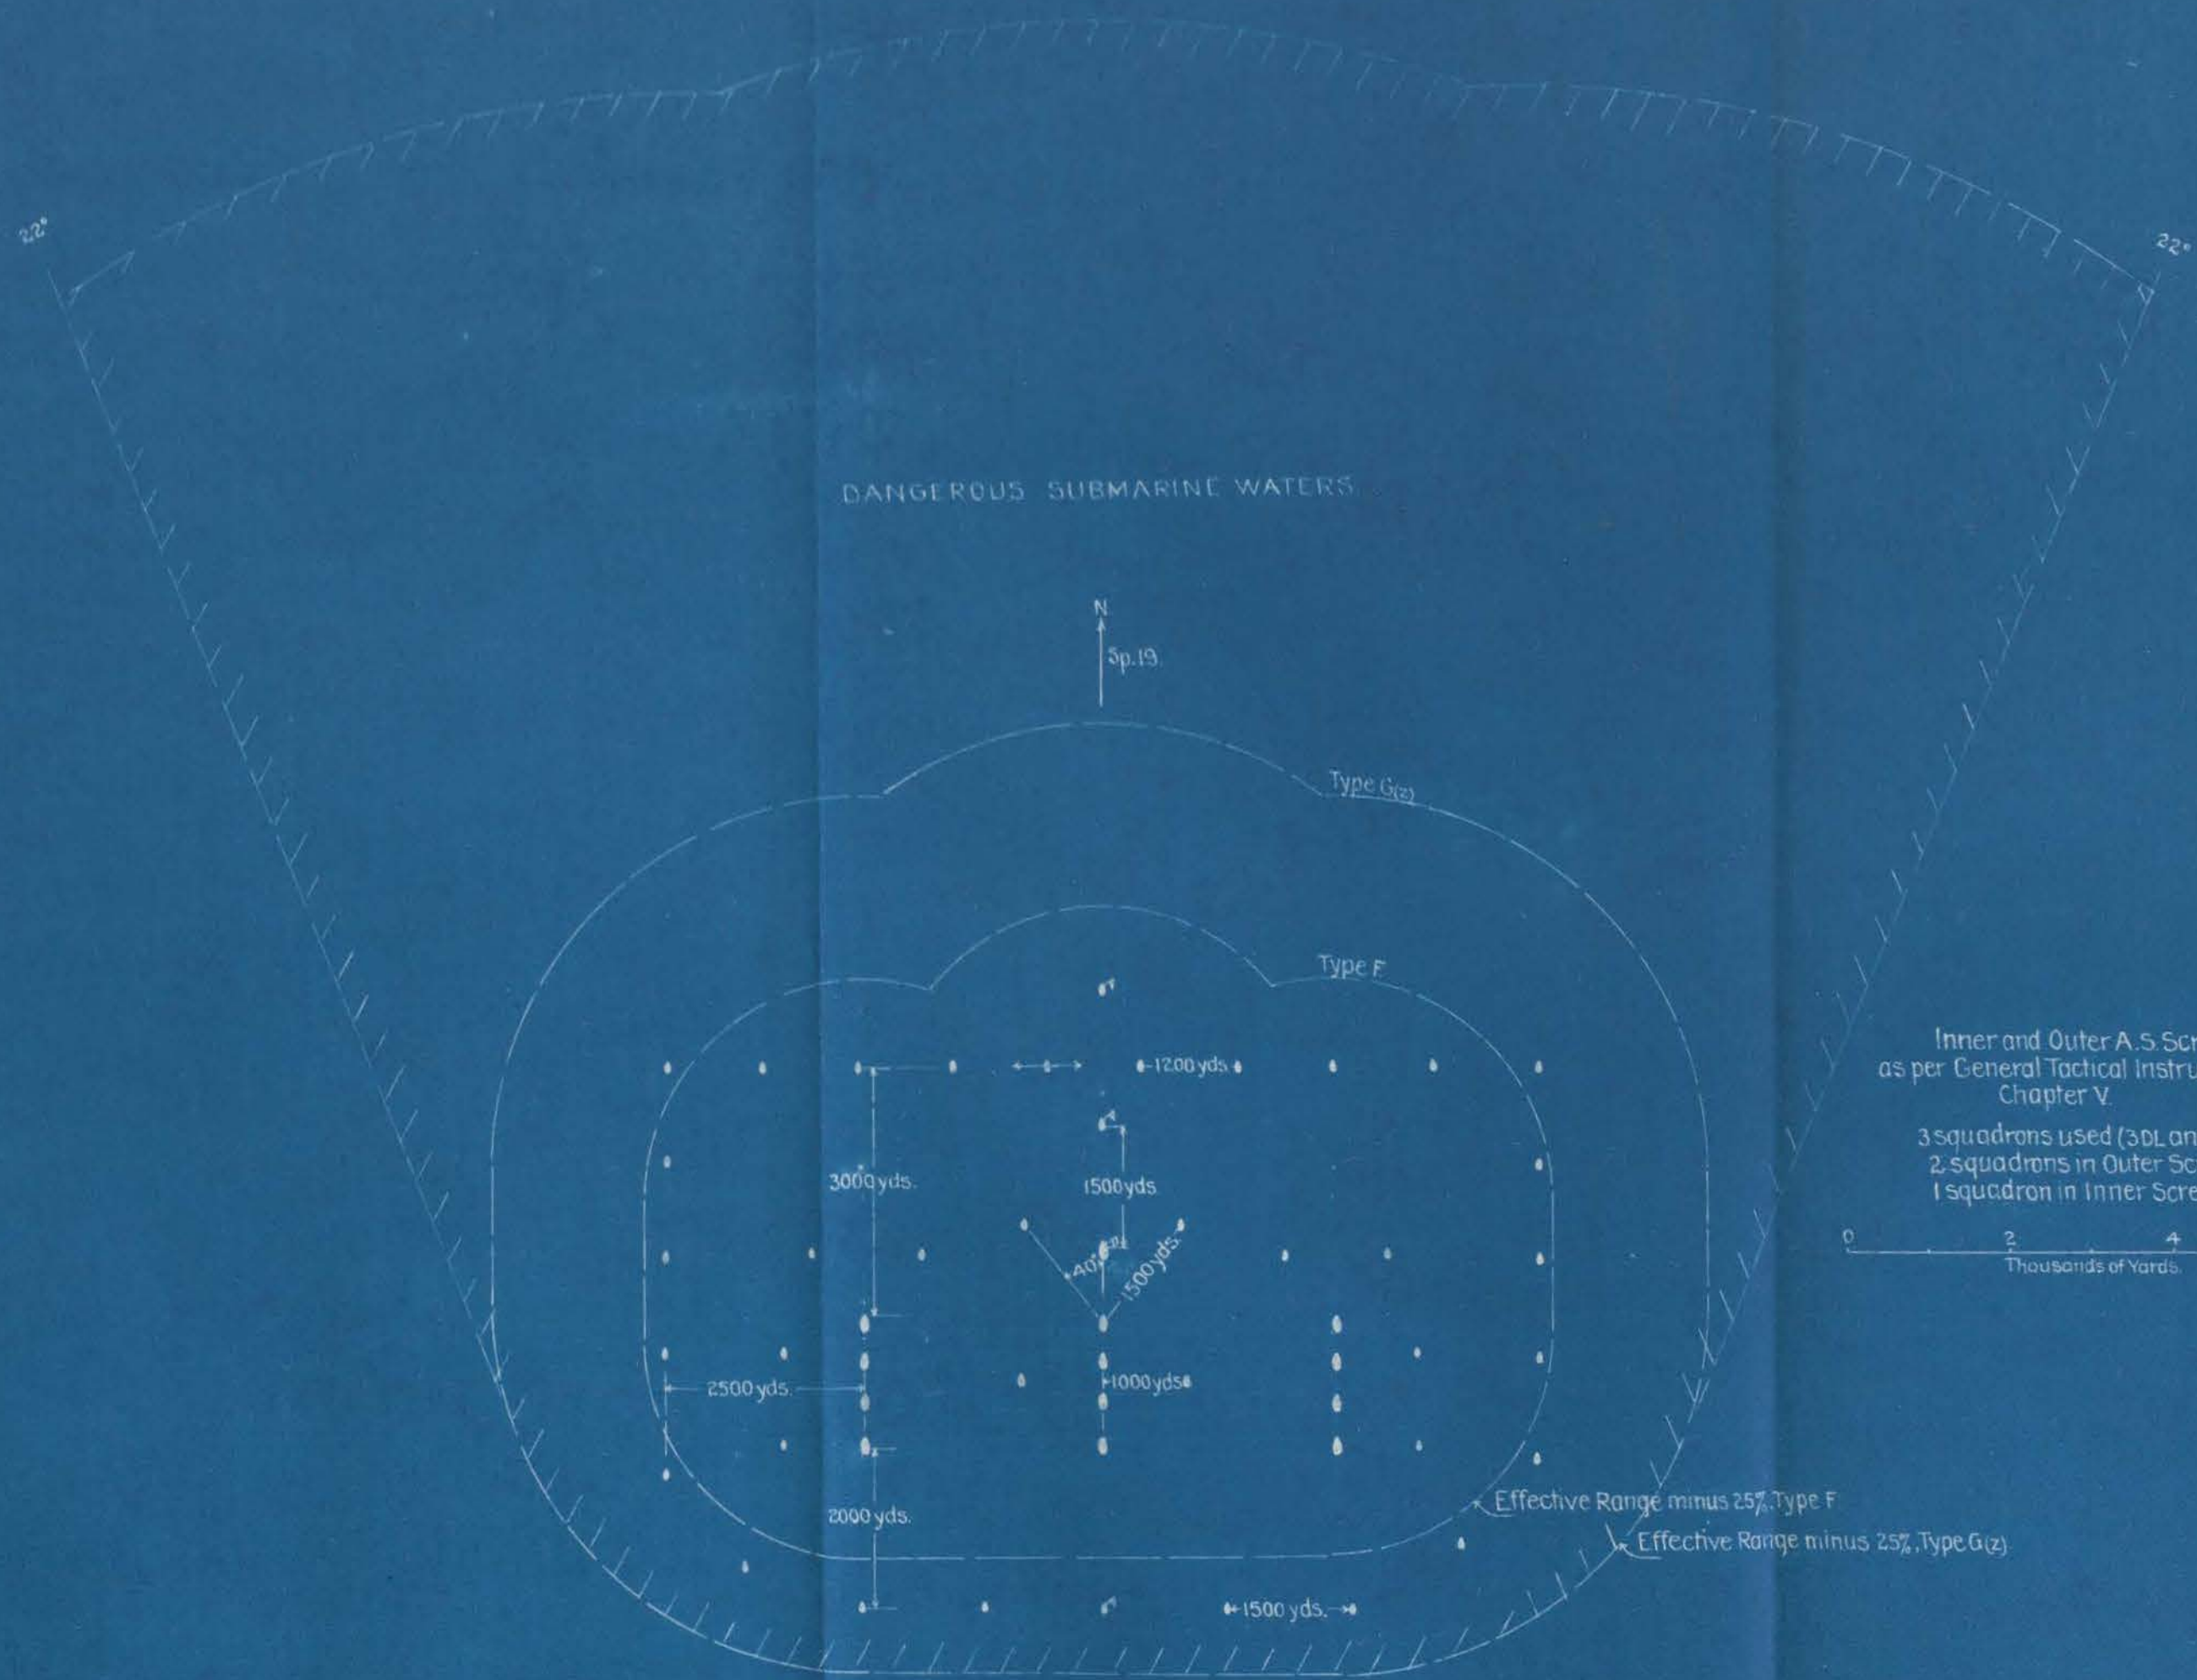 22°
22°
DANGEROUS SUBMARINE WATERS.
N
Sp.19.
Type G(z)
Type F
1200 yds.
3000 yds.
1500 yds.
40°
1500 yds.
2500 yds.
1000 yds
2000 yds.
1500 yds.
Effective Range minus 25%, Type F
Effective Range minus 25%, Type G(z)
Inner and Outer A.S. Scr
as per General Tactical Instru
Chapter V.
3 squadrons used (3DL an
2 squadrons in Outer Sc
1 squadron in Inner Scre
0 2 4
Thousands of Yards.